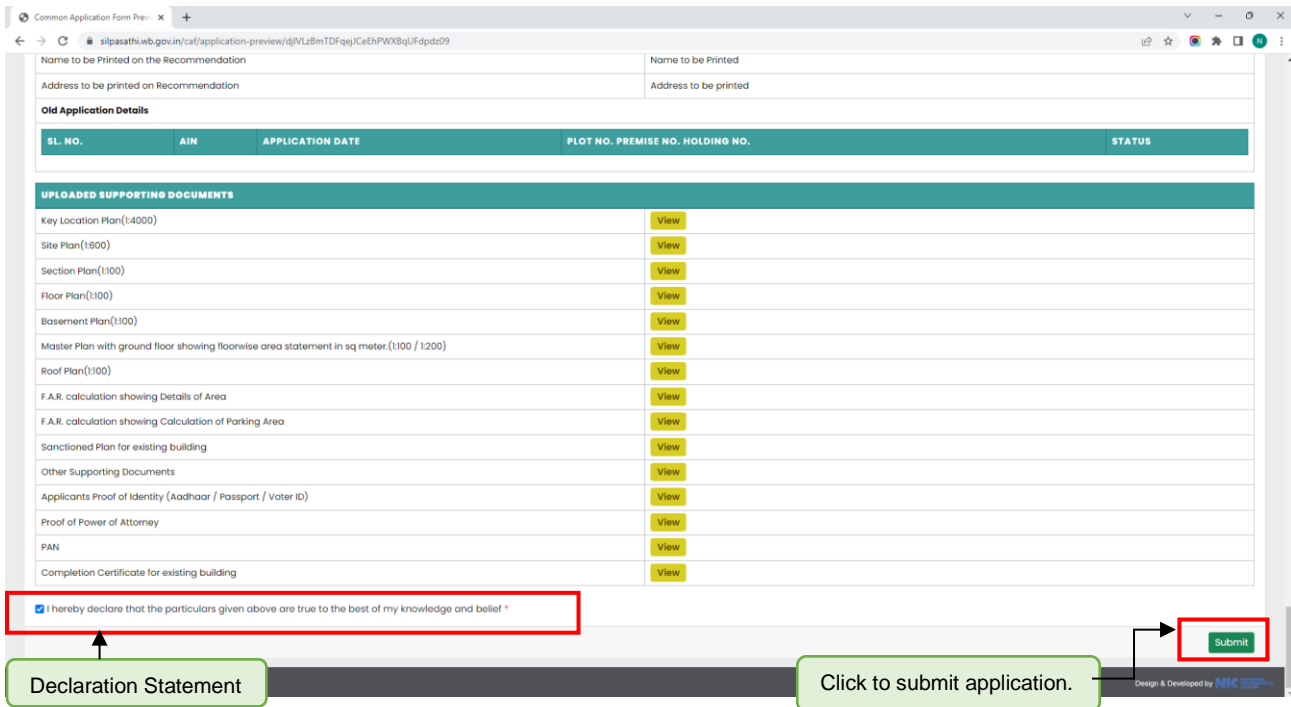 Common Application Form Previ
silpasathi.wb.gov.in/caf/application-preview/djlVLzBmTDFqejJCeEhPWXBqUFdpdz09
N
Name to be Printed on the Recommendation Name to be Printed
Address to be printed on Recommendation Address to be printed
Old Application Details
SL. NO. AIN APPLICATION DATE PLOT NO. PREMISE NO. HOLDING NO. STATUS
UPLOADED SUPPORTING DOCUMENTS
Key Location Plan(1:4000) View
Site Plan(1:600) View
Section Plan(1:100) View
Floor Plan(1:100) View
Basement Plan(1:100) View
Master Plan with ground floor showing floorwise area statement in sq meter.(1:100 / 1:200) View
Roof Plan(1:100) View
F.A.R. calculation showing Details of Area View
F.A.R. calculation showing Calculation of Parking Area View
Sanctioned Plan for existing building View
Other Supporting Documents View
Applicants Proof of Identity (Aadhaar / Passport / Voter ID) View
Proof of Power of Attorney View
PAN View
Completion Certificate for existing building View
I hereby declare that the particulars given above are true to the best of my knowledge and belief *
Submit
Declaration Statement
Click to submit application.
Design & Developed by NIC